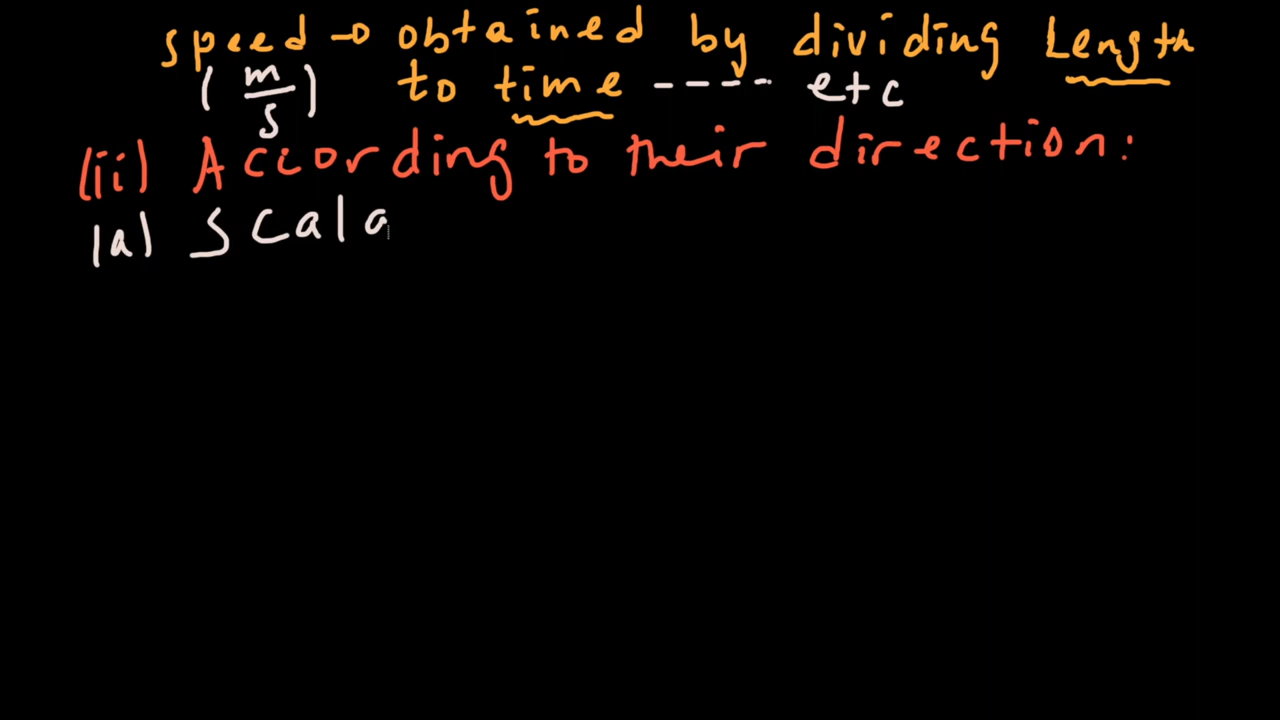 speed → obtained by dividing Length
(m/s) to time ---- etc
(ii) According to their direction:
(a) Scala